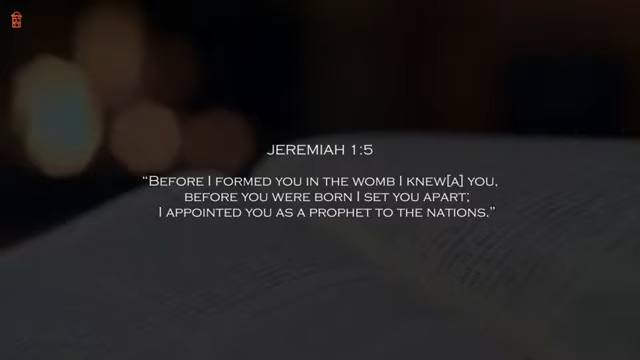 JEREMIAH 1:5
“BEFORE I FORMED YOU IN THE WOMB I KNEW[A] YOU,
BEFORE YOU WERE BORN I SET YOU APART;
I APPOINTED YOU AS A PROPHET TO THE NATIONS.”